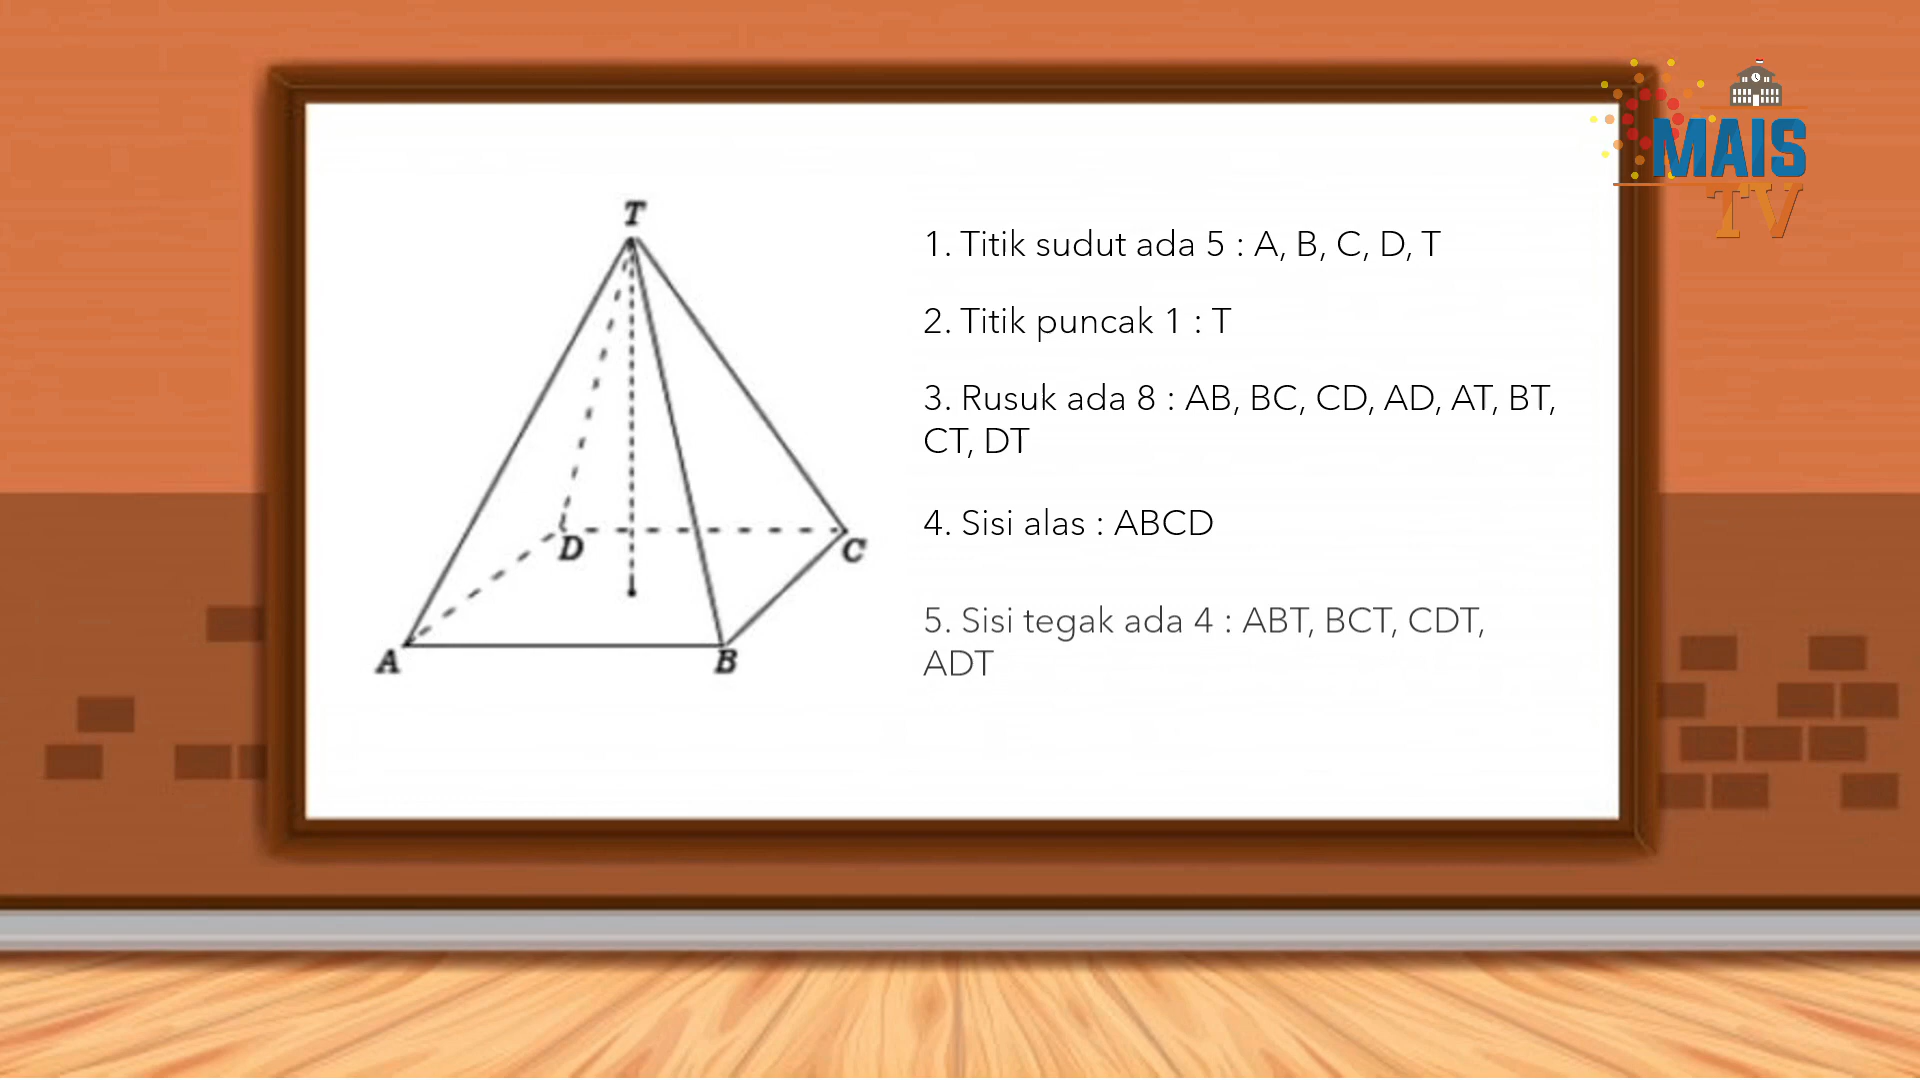 MAIS
TV
T
D
C
A
B
1. Titik sudut ada 5 : A, B, C, D, T
2. Titik puncak 1 : T
3. Rusuk ada 8 : AB, BC, CD, AD, AT, BT,
CT, DT
4. Sisi alas : ABCD
5. Sisi tegak ada 4 : ABT, BCT, CDT,
ADT